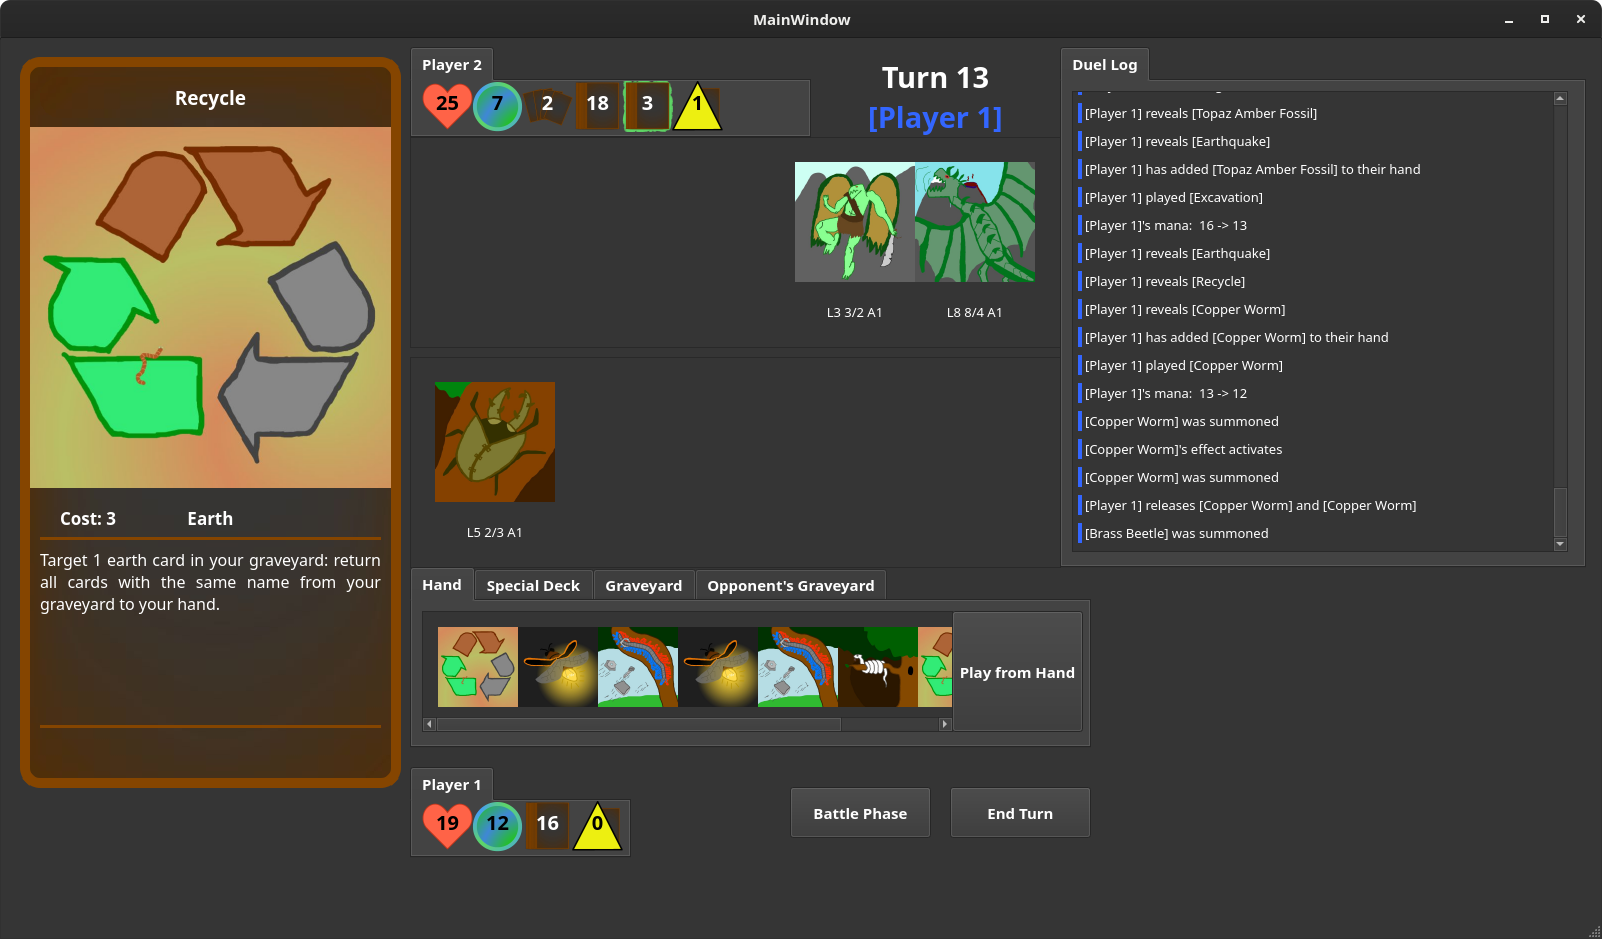 MainWindow
Recycle
Cost: 3 Earth
Target 1 earth card in your graveyard: return
all cards with the same name from your
graveyard to your hand.
Player 2
25 7 2 18 3 1
Turn 13
[Player 1]
L3 3/2 A1
L8 8/4 A1
L5 2/3 A1
Duel Log
[Player 1] reveals [Topaz Amber Fossil]
[Player 1] reveals [Earthquake]
[Player 1] has added [Topaz Amber Fossil] to their hand
[Player 1] played [Excavation]
[Player 1]'s mana:  16 -> 13
[Player 1] reveals [Earthquake]
[Player 1] reveals [Recycle]
[Player 1] reveals [Copper Worm]
[Player 1] has added [Copper Worm] to their hand
[Player 1] played [Copper Worm]
[Player 1]'s mana:  13 -> 12
[Copper Worm] was summoned
[Copper Worm]'s effect activates
[Copper Worm] was summoned
[Player 1] releases [Copper Worm] and [Copper Worm]
[Brass Beetle] was summoned
Hand
Special Deck
Graveyard
Opponent's Graveyard
Play from Hand
Player 1
19 12 16 0
Battle Phase
End Turn